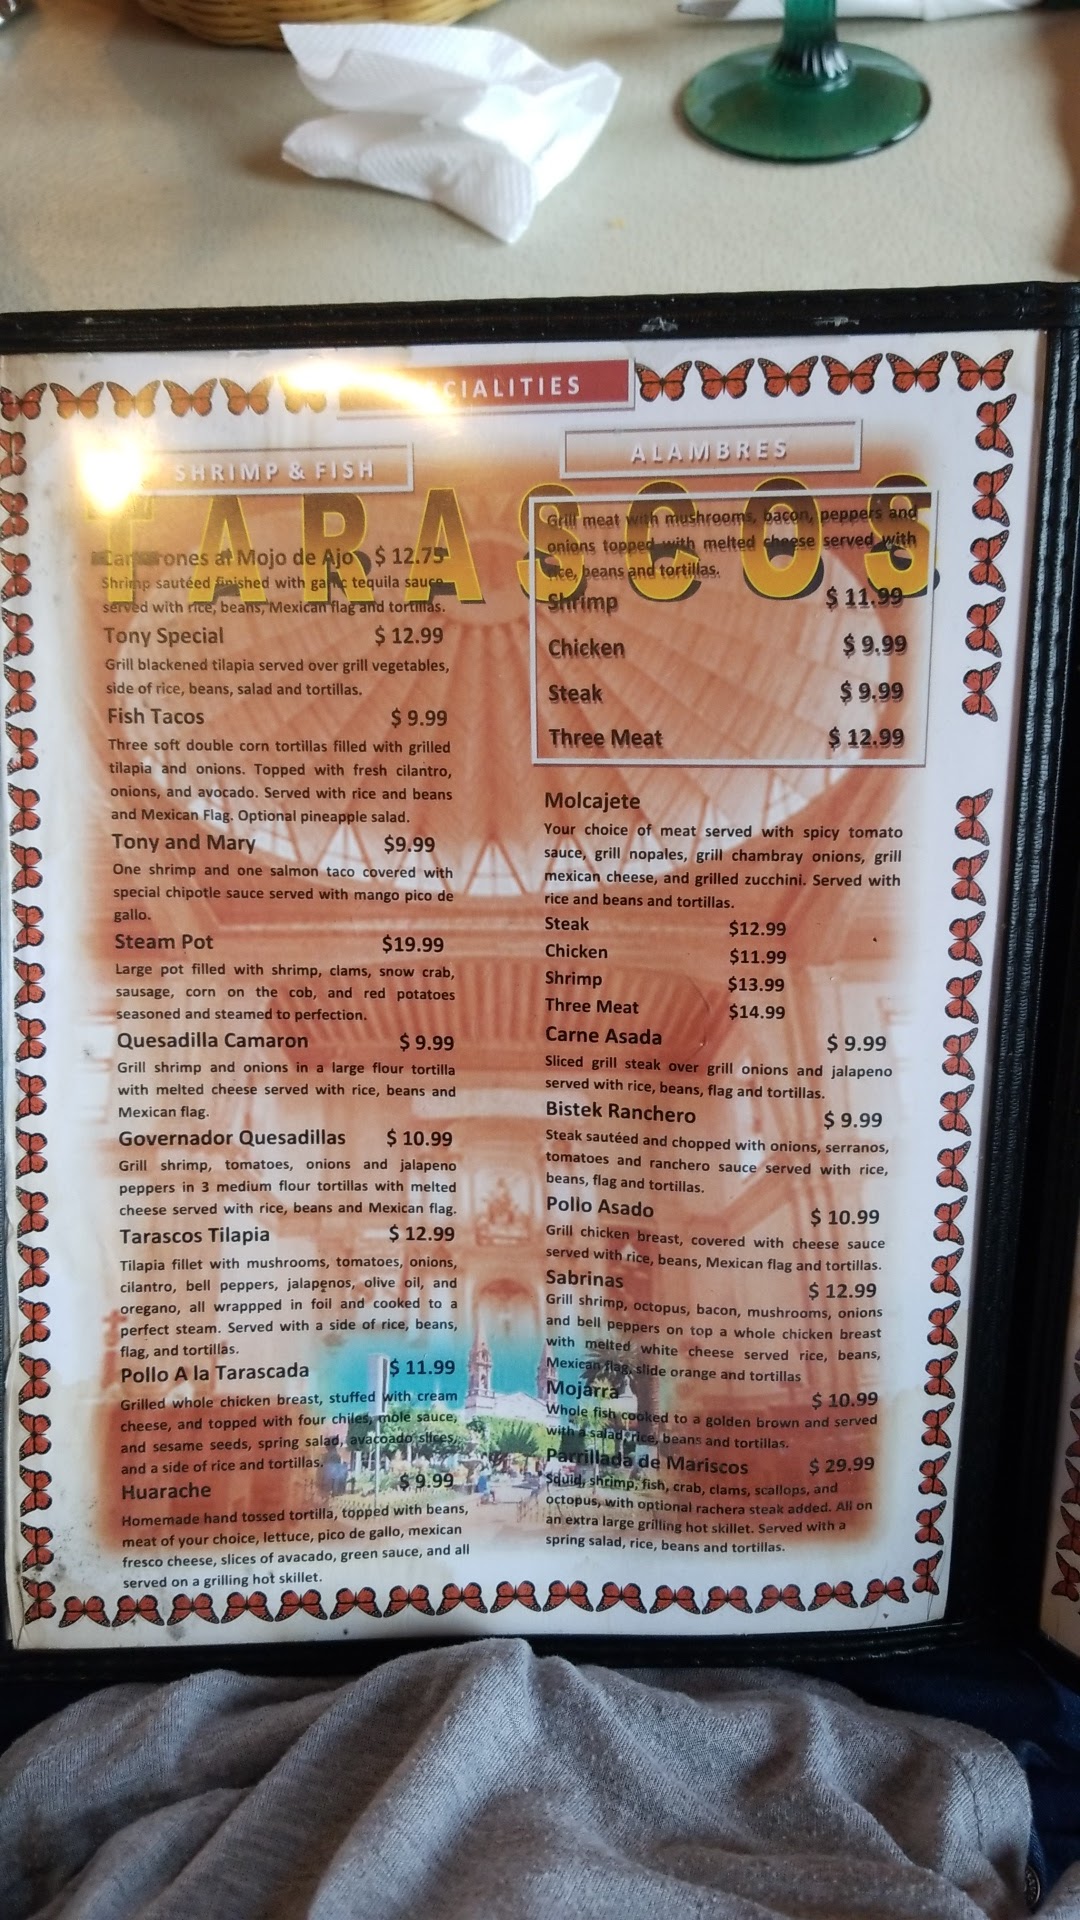 CIALITIES
SHRIMP & FISH
TARASCOS
Camarones al Mojo de Ajo $ 12.75
Shrimp sautéed finished with garlic tequila sauce
served with rice, beans, Mexican flag and tortillas.
Tony Special $ 12.99
Grill blackened tilapia served over grill vegetables,
side of rice, beans, salad and tortillas.
Fish Tacos $ 9.99
Three soft double corn tortillas filled with grilled
tilapia and onions. Topped with fresh cilantro,
onions, and avocado. Served with rice and beans
and Mexican Flag. Optional pineapple salad.
Tony and Mary $9.99
One shrimp and one salmon taco covered with
special chipotle sauce served with mango pico de
gallo.
Steam Pot $19.99
Large pot filled with shrimp, clams, snow crab,
sausage, corn on the cob, and red potatoes
seasoned and steamed to perfection.
Quesadilla Camaron $ 9.99
Grill shrimp and onions in a large flour tortilla
with melted cheese served with rice, beans and
Mexican flag.
Governador Quesadillas $ 10.99
Grill shrimp, tomatoes, onions and jalapeno
peppers in 3 medium flour tortillas with melted
cheese served with rice, beans and Mexican flag.
Tarascos Tilapia $ 12.99
Tilapia fillet with mushrooms, tomatoes, onions,
cilantro, bell peppers, jalapenos, olive oil, and
oregano, all wrappped in foil and cooked to a
perfect steam. Served with a side of rice, beans,
flag, and tortillas.
Pollo A la Tarascada $ 11.99
Grilled whole chicken breast, stuffed with cream
cheese, and topped with four chiles, mole sauce,
and sesame seeds, spring salad, avacoado slices,
and a side of rice and tortillas.
Huarache $ 9.99
Homemade hand tossed tortilla, topped with beans,
meat of your choice, lettuce, pico de gallo, mexican
fresco cheese, slices of avacado, green sauce, and all
served on a grilling hot skillet.
ALAMBRES
Grill meat with mushrooms, bacon, peppers and
onions topped with melted cheese served with
rice, beans and tortillas.
Shrimp $ 11.99
Chicken $ 9.99
Steak $ 9.99
Three Meat $ 12.99
Molcajete
Your choice of meat served with spicy tomato
sauce, grill nopales, grill chambray onions, grill
mexican cheese, and grilled zucchini. Served with
rice and beans and tortillas.
Steak $12.99
Chicken $11.99
Shrimp $13.99
Three Meat $14.99
Carne Asada $ 9.99
Sliced grill steak over grill onions and jalapeno
served with rice, beans, flag and tortillas.
Bistek Ranchero $ 9.99
Steak sautéed and chopped with onions, serranos,
tomatoes and ranchero sauce served with rice,
beans, flag and tortillas.
Pollo Asado $ 10.99
Grill chicken breast, covered with cheese sauce
served with rice, beans, Mexican flag and tortillas.
Sabrinas $ 12.99
Grill shrimp, octopus, bacon, mushrooms, onions
and bell peppers on top a whole chicken breast
with melted white cheese served rice, beans,
Mexican flag, slide orange and tortillas
Mojarra $ 10.99
Whole fish cooked to a golden brown and served
with a salad, rice, beans and tortillas.
Parrillada de Mariscos $ 29.99
Squid, shrimp, fish, crab, clams, scallops, and
octopus, with optional rachera steak added. All on
an extra large grilling hot skillet. Served with a
spring salad, rice, beans and tortillas.